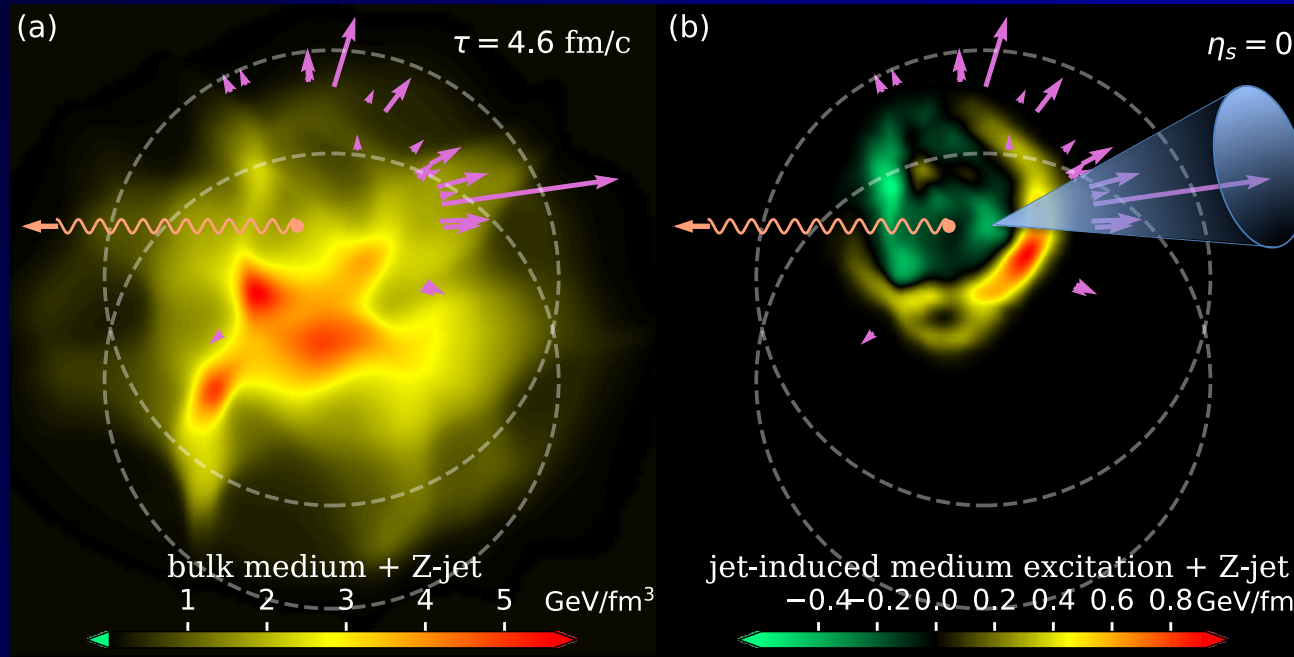 (a)
τ = 4.6 fm/c
bulk medium + Z-jet
1 2 3 4 5 GeV/fm³
(b)
ηₛ = 0
jet-induced medium excitation + Z-jet
−0.4 −0.2 0.0 0.2 0.4 0.6 0.8 GeV/fm